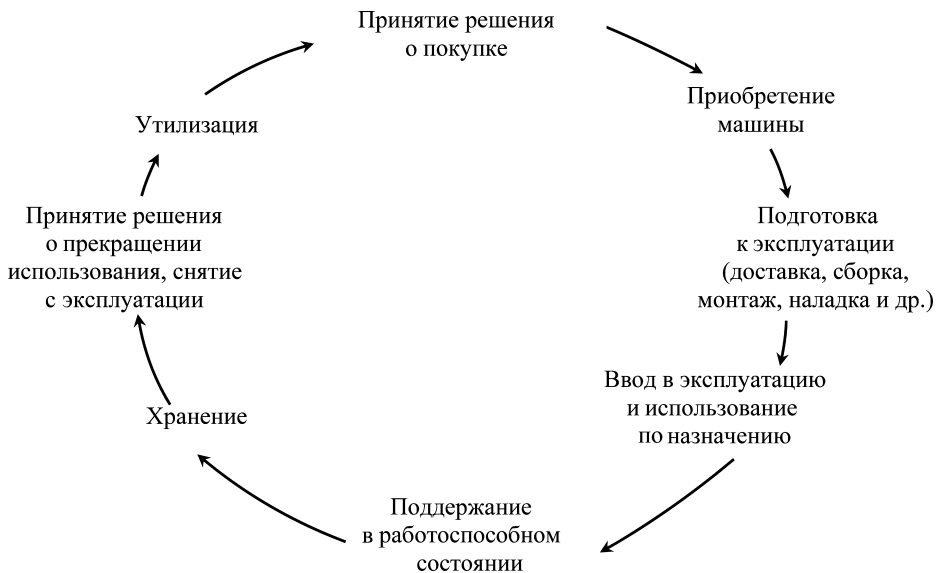 Принятие решения
о покупке
Приобретение
машины
Подготовка
к эксплуатации
(доставка, сборка,
монтаж, наладка и др.)
Ввод в эксплуатацию
и использование
по назначению
Поддержание
в работоспособном
состоянии
Хранение
Принятие решения
о прекращении
использования, снятие
с эксплуатации
Утилизация